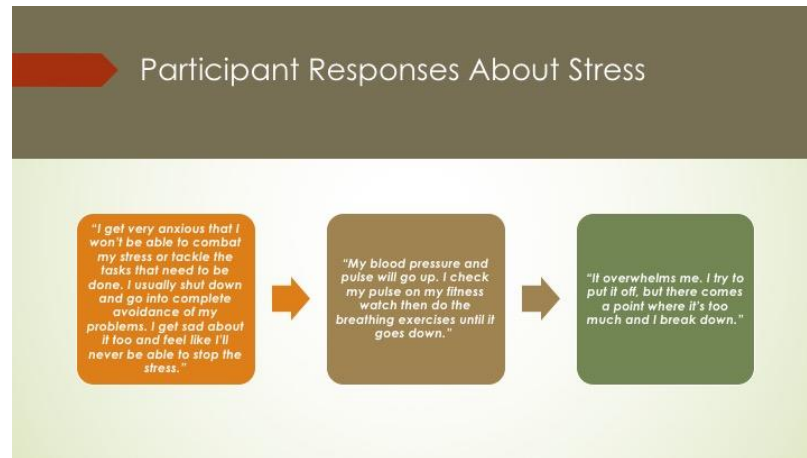 Participant Responses About Stress
"I get very anxious that I
won't be able to combat
my stress or tackle the
tasks that need to be
done. I usually shut down
and go into complete
avoidance of my
problems. I get sad about
it too and feel like I'll
never be able to stop the
stress."
"My blood pressure and
pulse will go up. I check
my pulse on my fitness
watch then do the
breathing exercises until it
goes down."
"It overwhelms me. I try to
put it off, but there comes
a point where it's too
much and I break down."